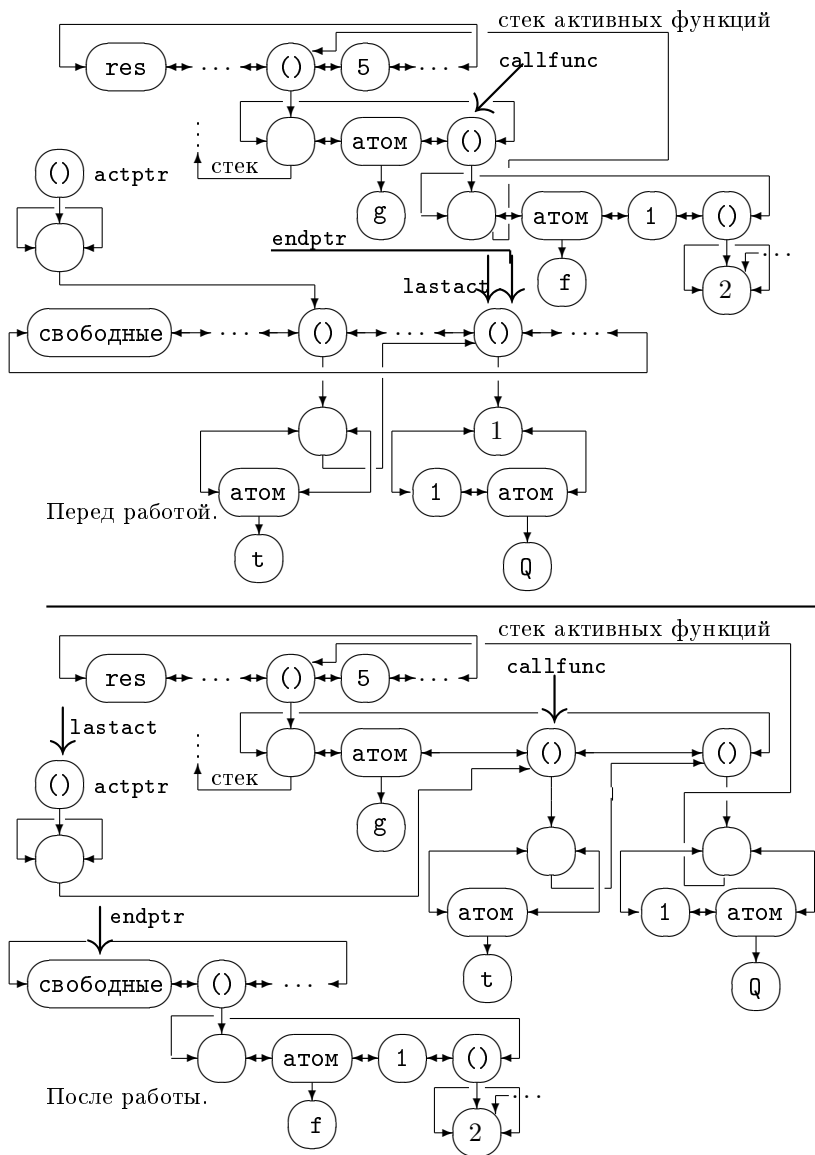 стек активных функций
res ... () 5 ... callfunc
атом ()
стек
() actptr
g атом 1 ()
endptr
f ...
lastact 2
свободные ... () ... () ...
1
атом 1 атом
Перед работой.
t Q
стек активных функций
res ... () 5 ... callfunc
lastact
атом () ()
стек
() actptr
g
атом 1 атом
endptr
свободные () ...
t Q
атом 1 ()
После работы. ...
f 2